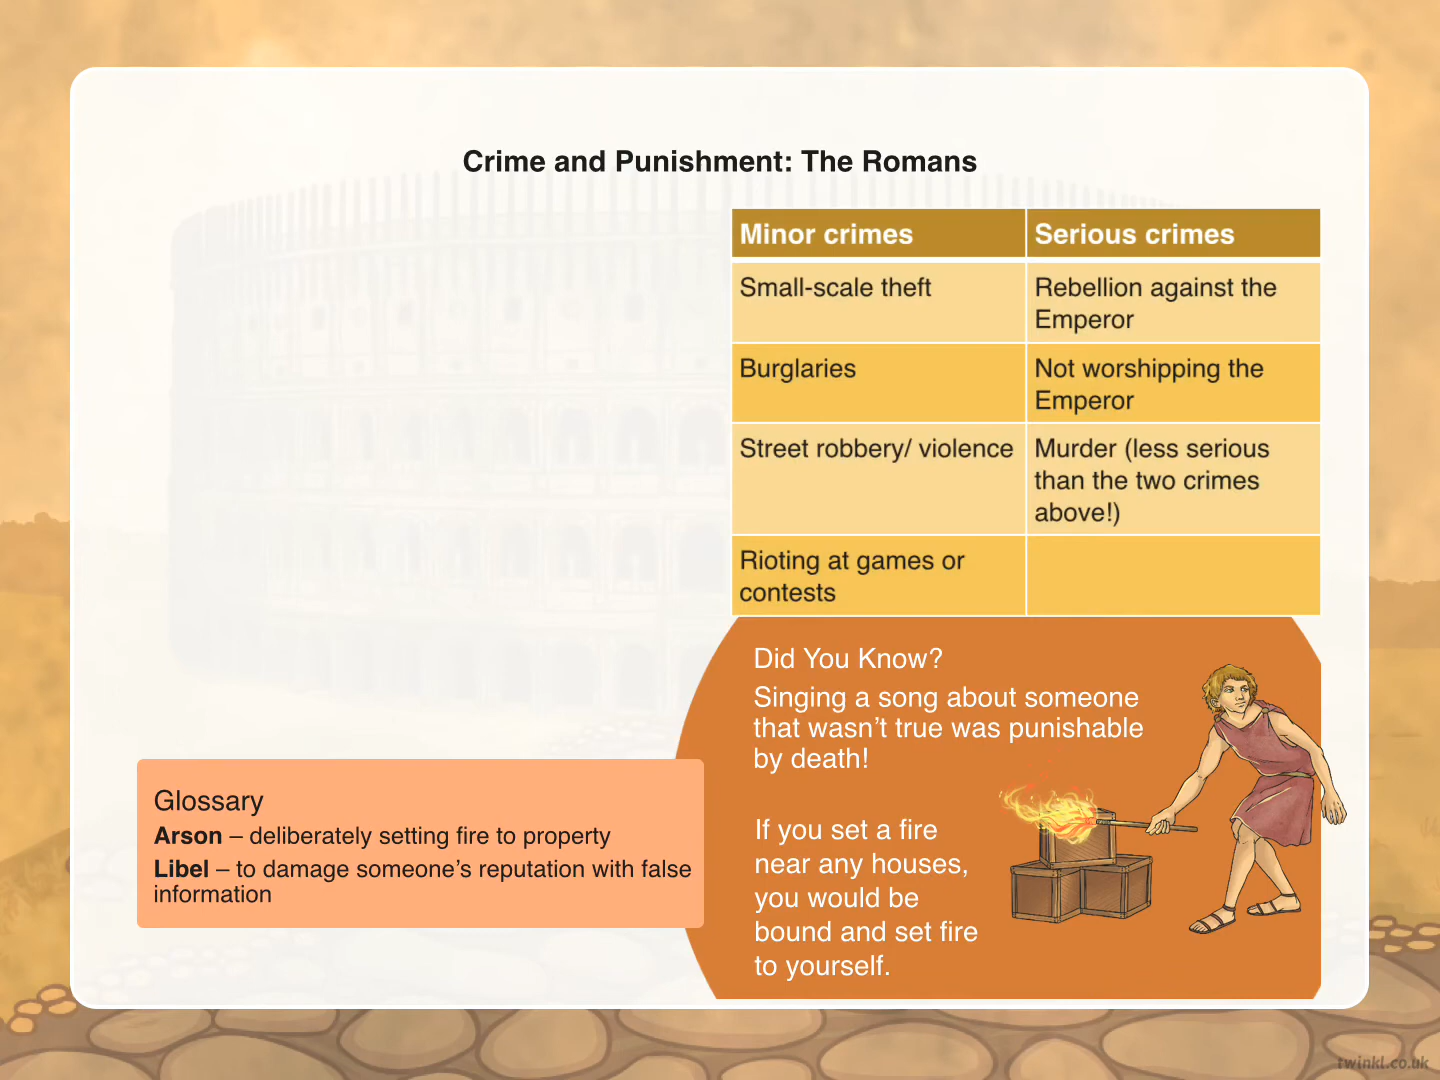 Crime and Punishment: The Romans
Minor crimes
Serious crimes
Small-scale theft
Rebellion against the
Emperor
Burglaries
Not worshipping the
Emperor
Street robbery/ violence
Murder (less serious
than the two crimes
above!)
Rioting at games or
contests
Did You Know?
Singing a song about someone
that wasn’t true was punishable
by death!
If you set a fire
near any houses,
you would be
bound and set fire
to yourself.
Glossary
Arson – deliberately setting fire to property
Libel – to damage someone’s reputation with false
information
twinkl.co.uk